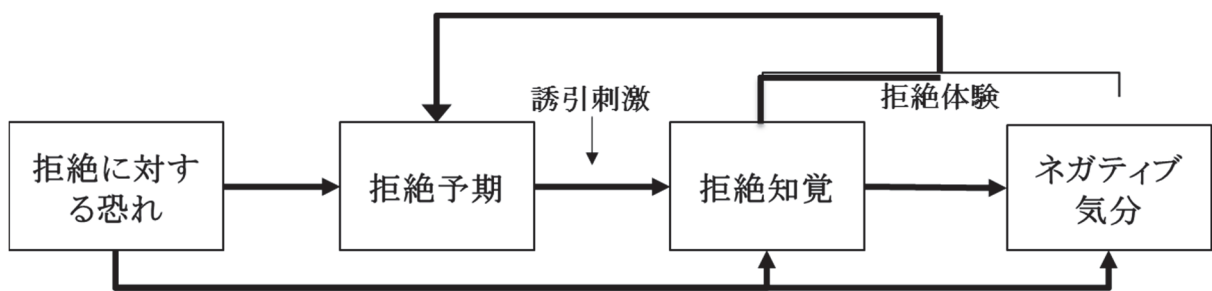 誘引刺激
拒絶体験
拒絶に対す
る恐れ
拒絶予期
拒絶知覚
ネガティブ
気分